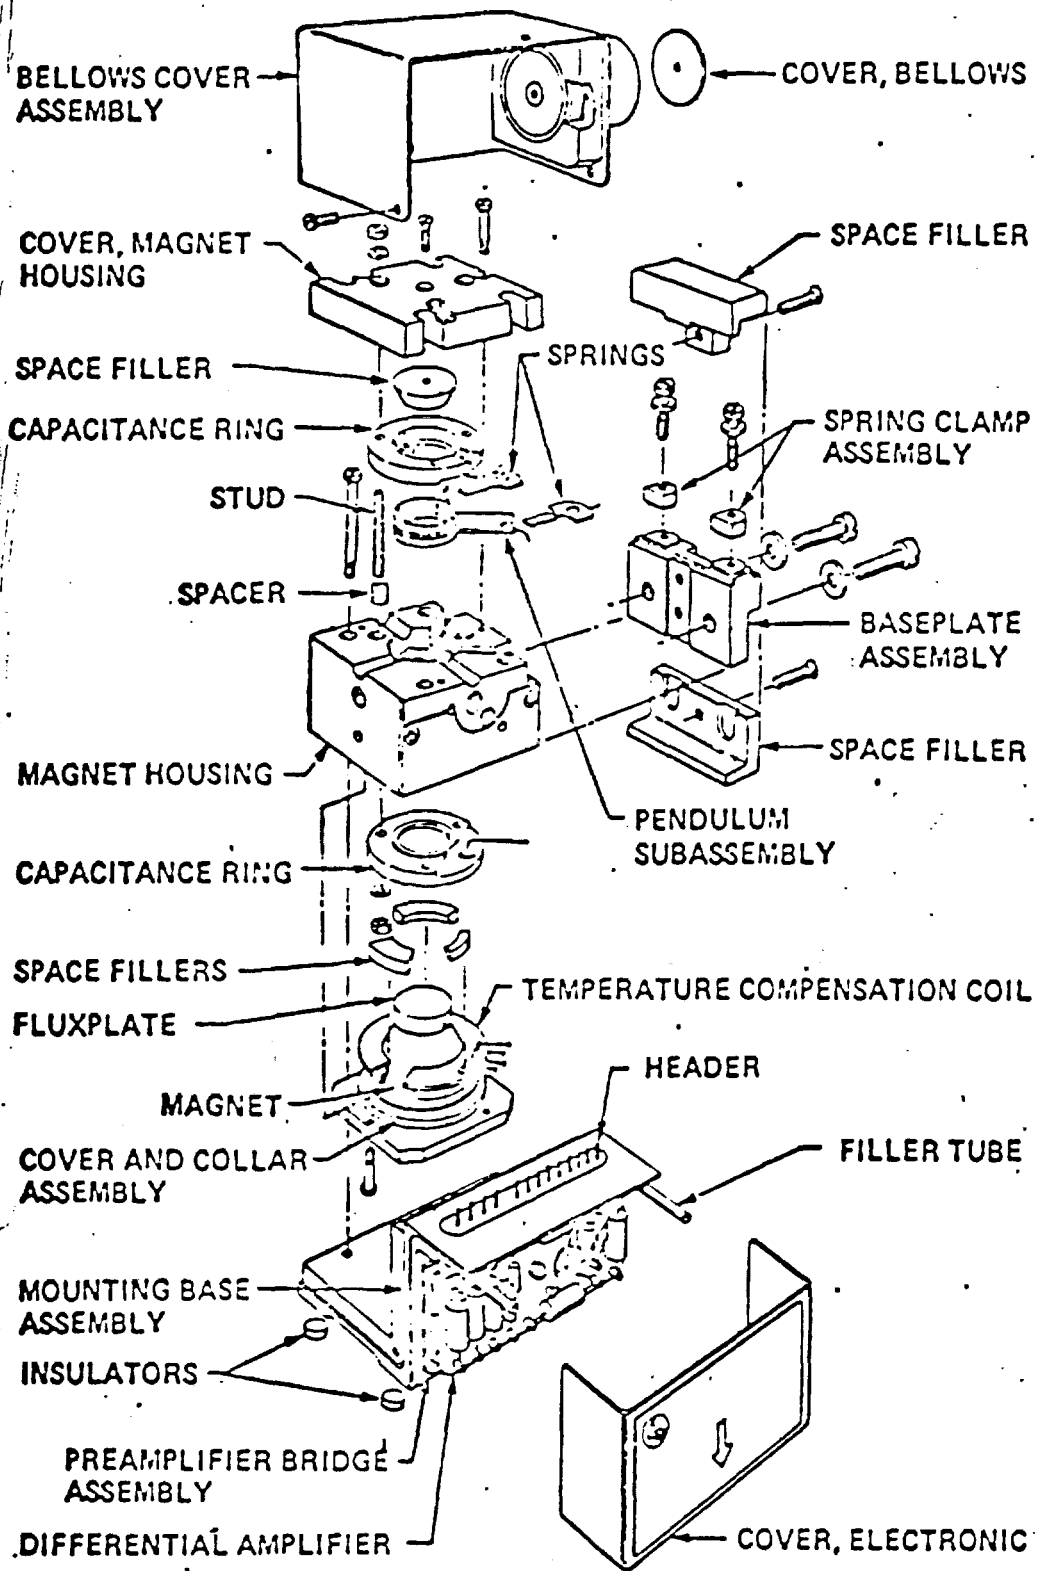 BELLOWS COVER
ASSEMBLY
COVER, BELLOWS
COVER, MAGNET
HOUSING
SPACE FILLER
SPACE FILLER
SPRINGS
CAPACITANCE RING
SPRING CLAMP
ASSEMBLY
STUD
SPACER
BASEPLATE
ASSEMBLY
MAGNET HOUSING
SPACE FILLER
PENDULUM
SUBASSEMBLY
CAPACITANCE RING
SPACE FILLERS
TEMPERATURE COMPENSATION COIL
FLUXPLATE
HEADER
MAGNET
COVER AND COLLAR
ASSEMBLY
FILLER TUBE
MOUNTING BASE
ASSEMBLY
INSULATORS
PREAMPLIFIER BRIDGE
ASSEMBLY
DIFFERENTIAL AMPLIFIER
COVER, ELECTRONIC